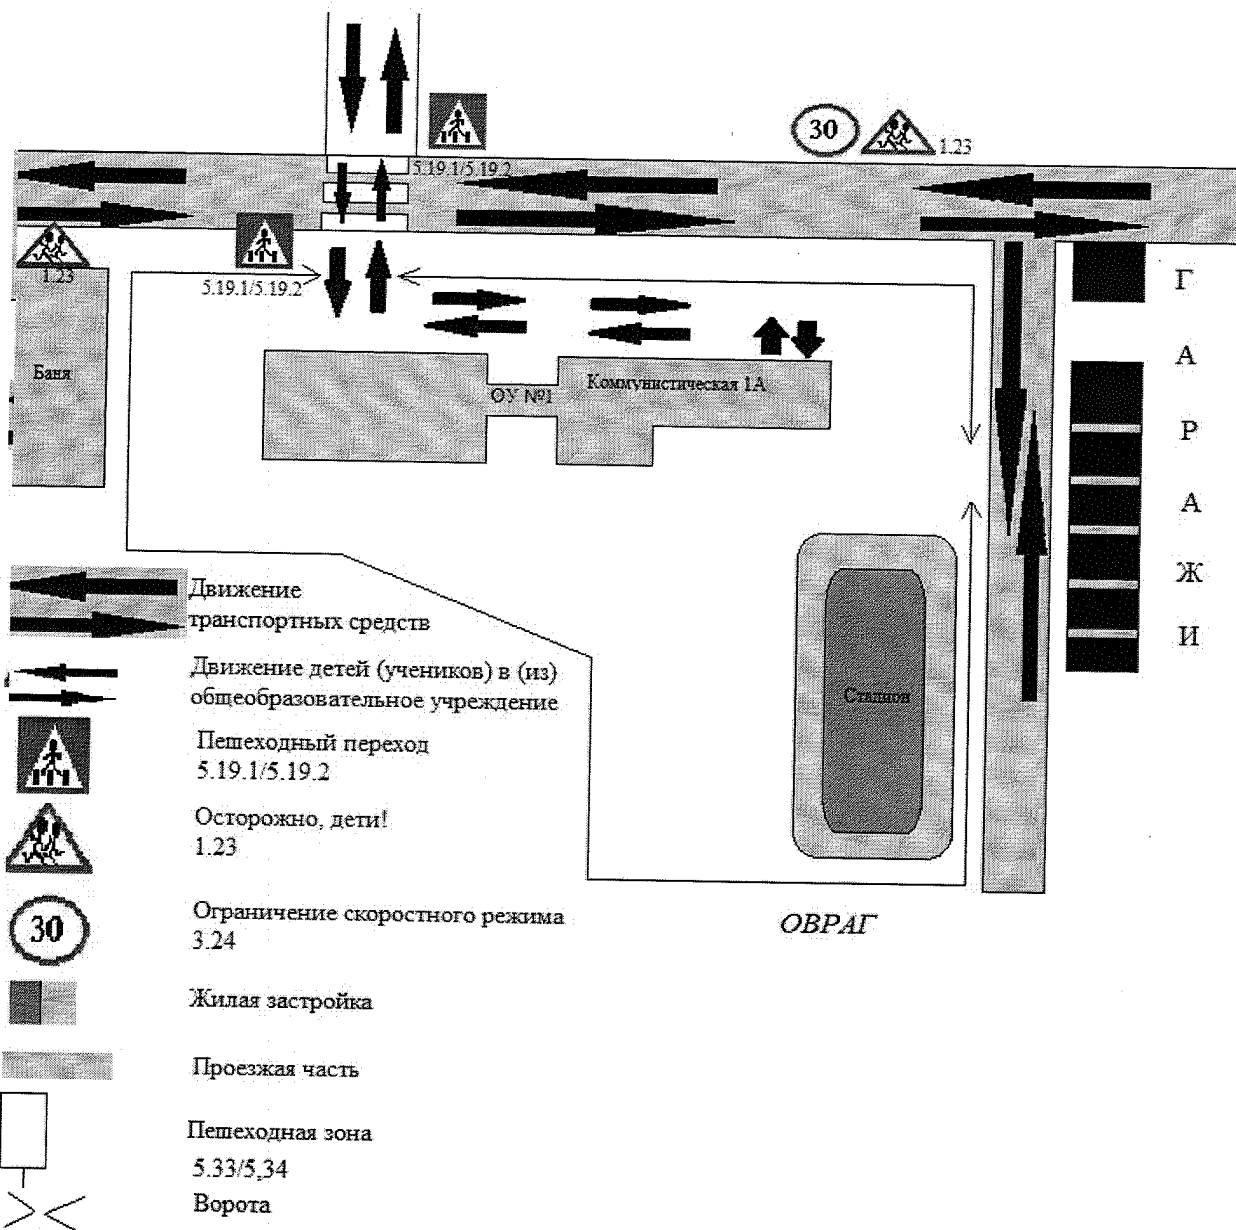 5.19.1/5.19.2
30
1.23
1.23
5.19.1/5.19.2
Г
А
Р
А
Ж
И
Баня
ОУ №1
Коммунистическая 1А
Стадион
ОВРАГ
Движение
транспортных средств
Движение детей (учеников) в (из)
общеобразовательное учреждение
Пешеходный переход
5.19.1/5.19.2
Осторожно, дети!
1.23
30
Ограничение скоростного режима
3.24
Жилая застройка
Проезжая часть
Пешеходная зона
5.33/5,34
Ворота